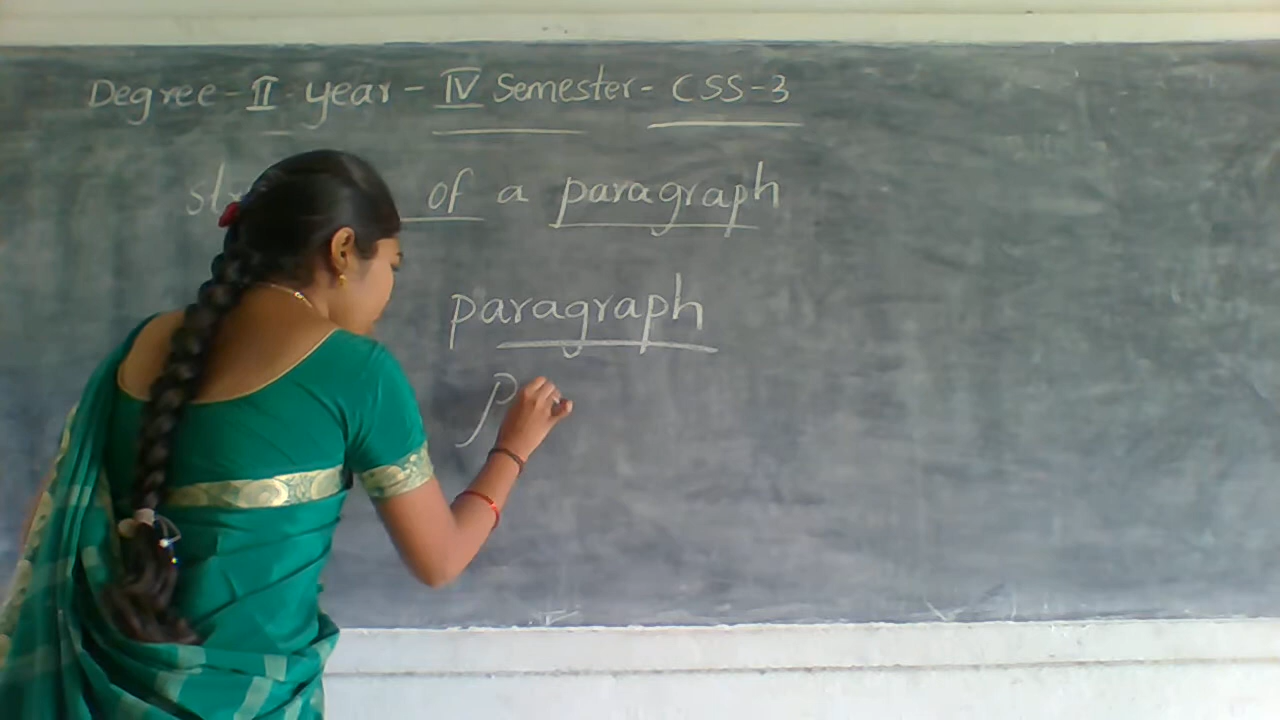 Degree - II year - IV Semester - CSS-3
of a paragraph
paragraph
P